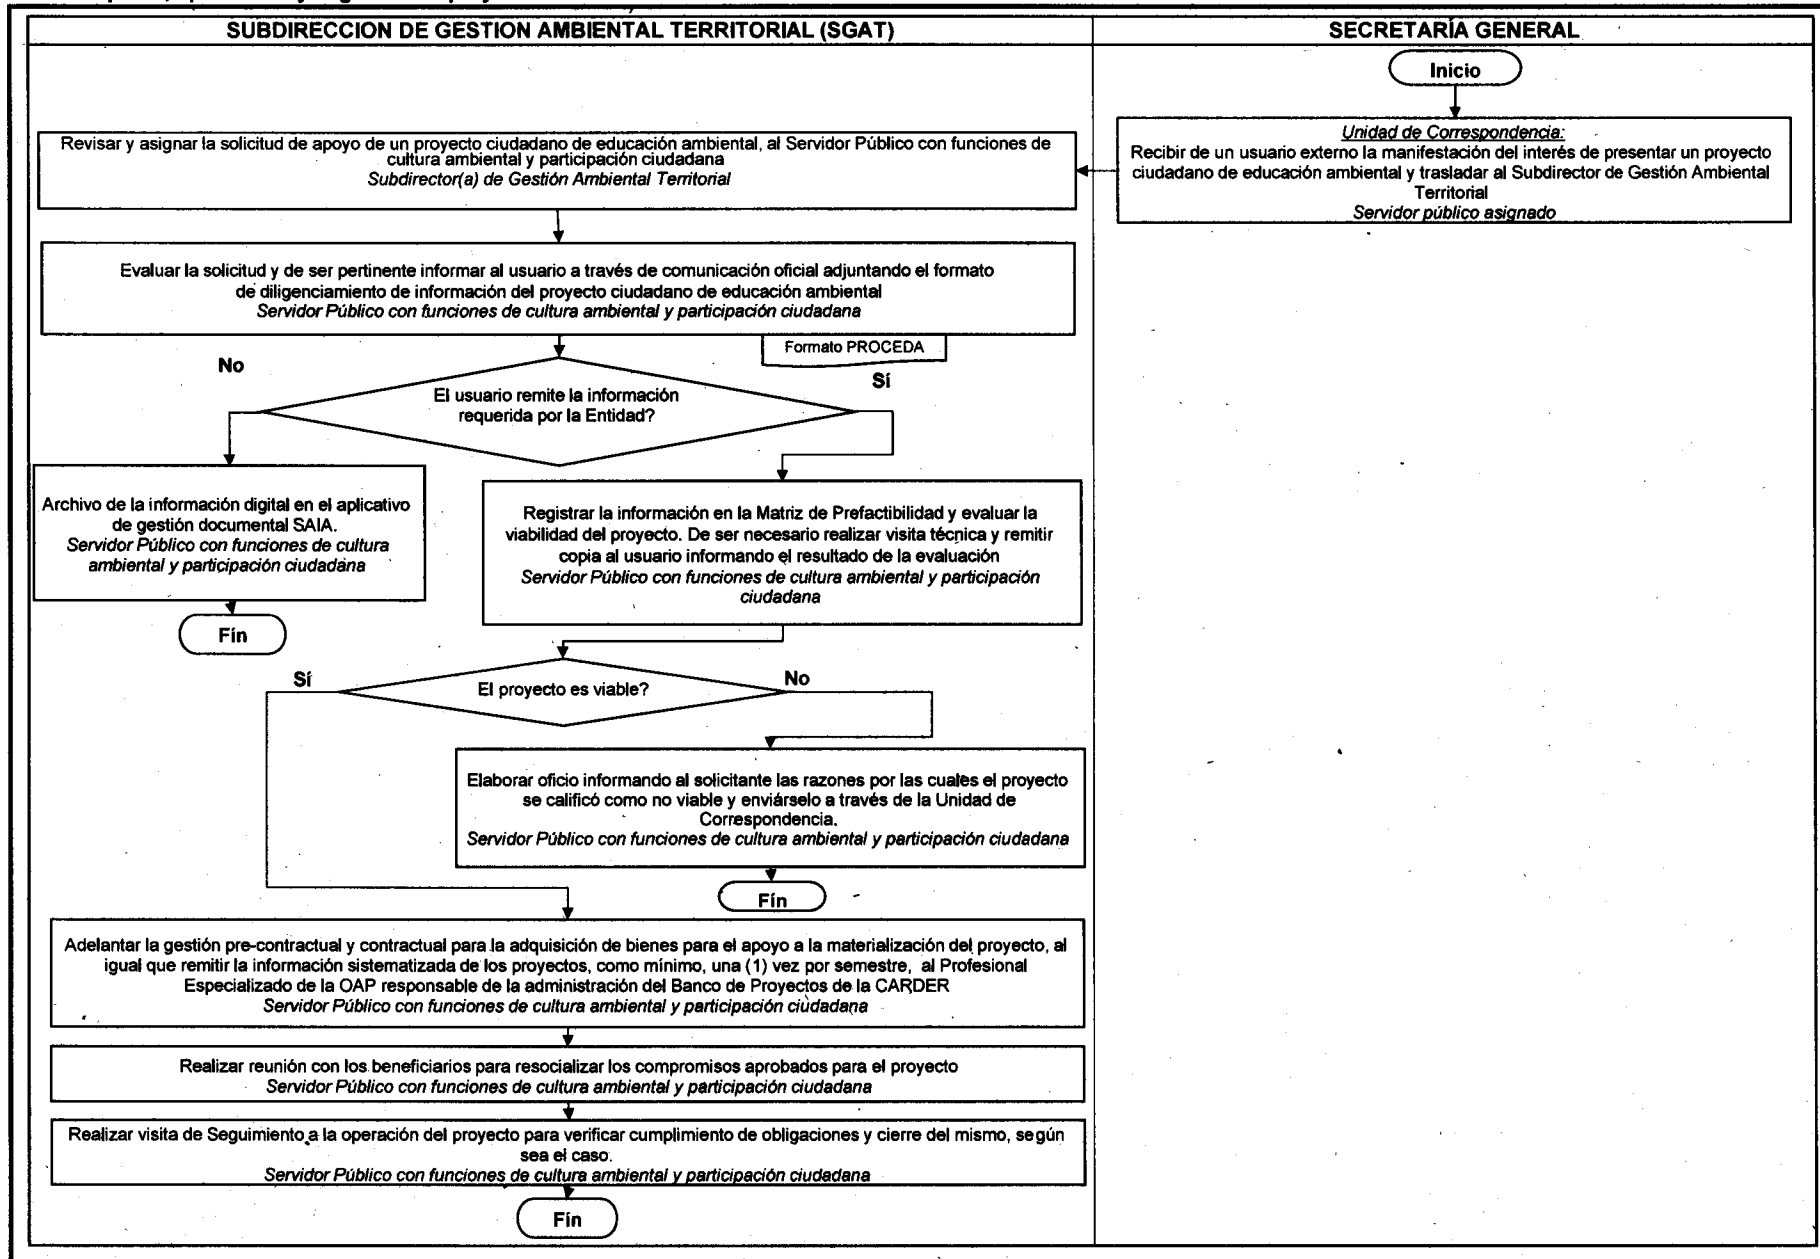 SUBDIRECCION DE GESTION AMBIENTAL TERRITORIAL (SGAT)
SECRETARÍA GENERAL
Inicio
Unidad de Correspondencia:
Recibir de un usuario externo la manifestación del interés de presentar un proyecto
ciudadano de educación ambiental y trasladar al Subdirector de Gestión Ambiental
Territorial
Servidor público asignado
Revisar y asignar la solicitud de apoyo de un proyecto ciudadano de educación ambiental, al Servidor Público con funciones de
cultura ambiental y participación ciudadana
Subdirector(a) de Gestión Ambiental Territorial
Evaluar la solicitud y de ser pertinente informar al usuario a través de comunicación oficial adjuntando el formato
de diligenciamiento de información del proyecto ciudadano de educación ambiental
Servidor Público con funciones de cultura ambiental y participación ciudadana
Formato PROCEDA
No
Sí
El usuario remite la información
requerida por la Entidad?
Archivo de la información digital en el aplicativo
de gestión documental SAIA.
Servidor Público con funciones de cultura
ambiental y participación ciudadana
Fín
Registrar la información en la Matriz de Prefactibilidad y evaluar la
viabilidad del proyecto. De ser necesario realizar visita técnica y remitir
copia al usuario informando el resultado de la evaluación
Servidor Público con funciones de cultura ambiental y participación
ciudadana
Sí
El proyecto es viable?
No
Elaborar oficio informando al solicitante las razones por las cuales el proyecto
se calificó como no viable y enviárselo a través de la Unidad de
Correspondencia.
Servidor Público con funciones de cultura ambiental y participación ciudadana
Fín
Adelantar la gestión pre-contractual y contractual para la adquisición de bienes para el apoyo a la materialización del proyecto, al
igual que remitir la información sistematizada de los proyectos, como mínimo, una (1) vez por semestre, al Profesional
Especializado de la OAP responsable de la administración del Banco de Proyectos de la CARDER
Servidor Público con funciones de cultura ambiental y participación ciudadana
Realizar reunión con los beneficiarios para resocializar los compromisos aprobados para el proyecto
Servidor Público con funciones de cultura ambiental y participación ciudadana
Realizar visita de Seguimiento a la operación del proyecto para verificar cumplimiento de obligaciones y cierre del mismo, según
sea el caso.
Servidor Público con funciones de cultura ambiental y participación ciudadana
Fín